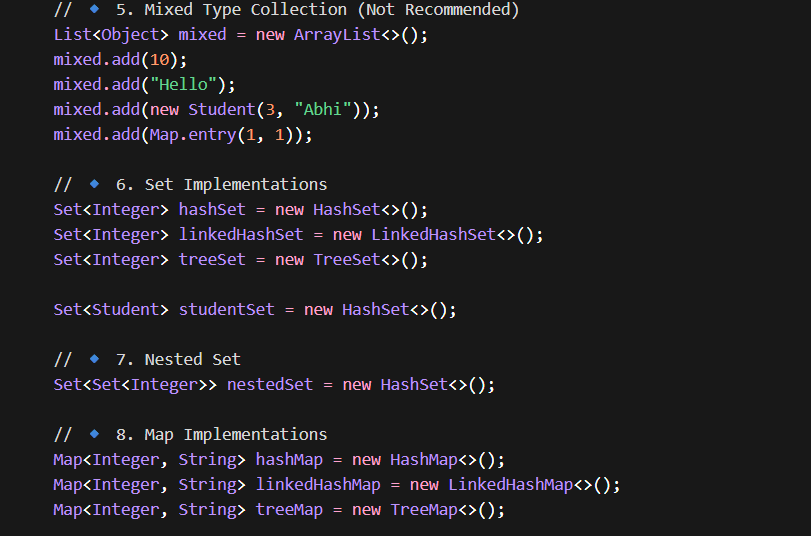 // 🔹 5. Mixed Type Collection (Not Recommended)
List<Object> mixed = new ArrayList<>();
mixed.add(10);
mixed.add("Hello");
mixed.add(new Student(3, "Abhi"));
mixed.add(Map.entry(1, 1));
// 🔹 6. Set Implementations
Set<Integer> hashSet = new HashSet<>();
Set<Integer> linkedHashSet = new LinkedHashSet<>();
Set<Integer> treeSet = new TreeSet<>();
Set<Student> studentSet = new HashSet<>();
// 🔹 7. Nested Set
Set<Set<Integer>> nestedSet = new HashSet<>();
// 🔹 8. Map Implementations
Map<Integer, String> hashMap = new HashMap<>();
Map<Integer, String> linkedHashMap = new LinkedHashMap<>();
Map<Integer, String> treeMap = new TreeMap<>();